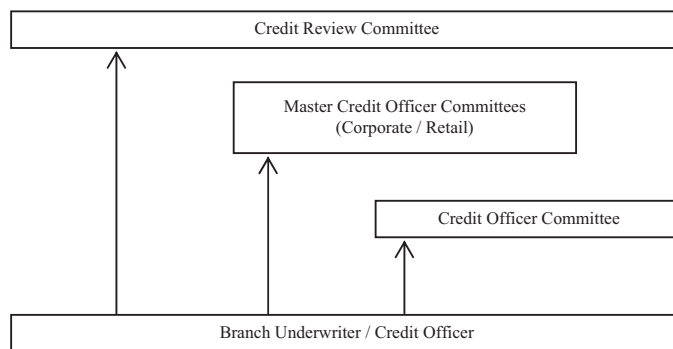 Credit Review Committee
Master Credit Officer Committees
(Corporate / Retail)
Credit Officer Committee
Branch Underwriter / Credit Officer